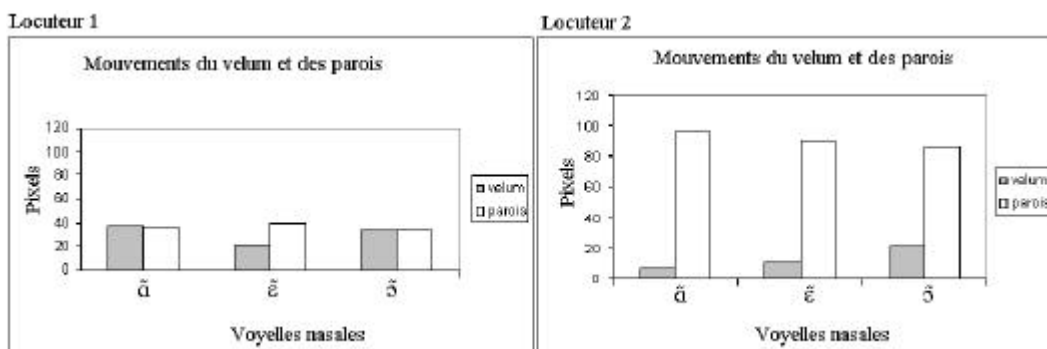 Locuteur 1
Mouvements du velum et des parois
120
100
80
60
40
20
0
Pixels
ɑ̃
ɛ̃
ɔ̃
Voyelles nasales
velum
parois
Locuteur 2
Mouvements du velum et des parois
120
100
80
60
40
20
0
Pixels
ɑ̃
ɛ̃
ɔ̃
Voyelles nasales
velum
parois